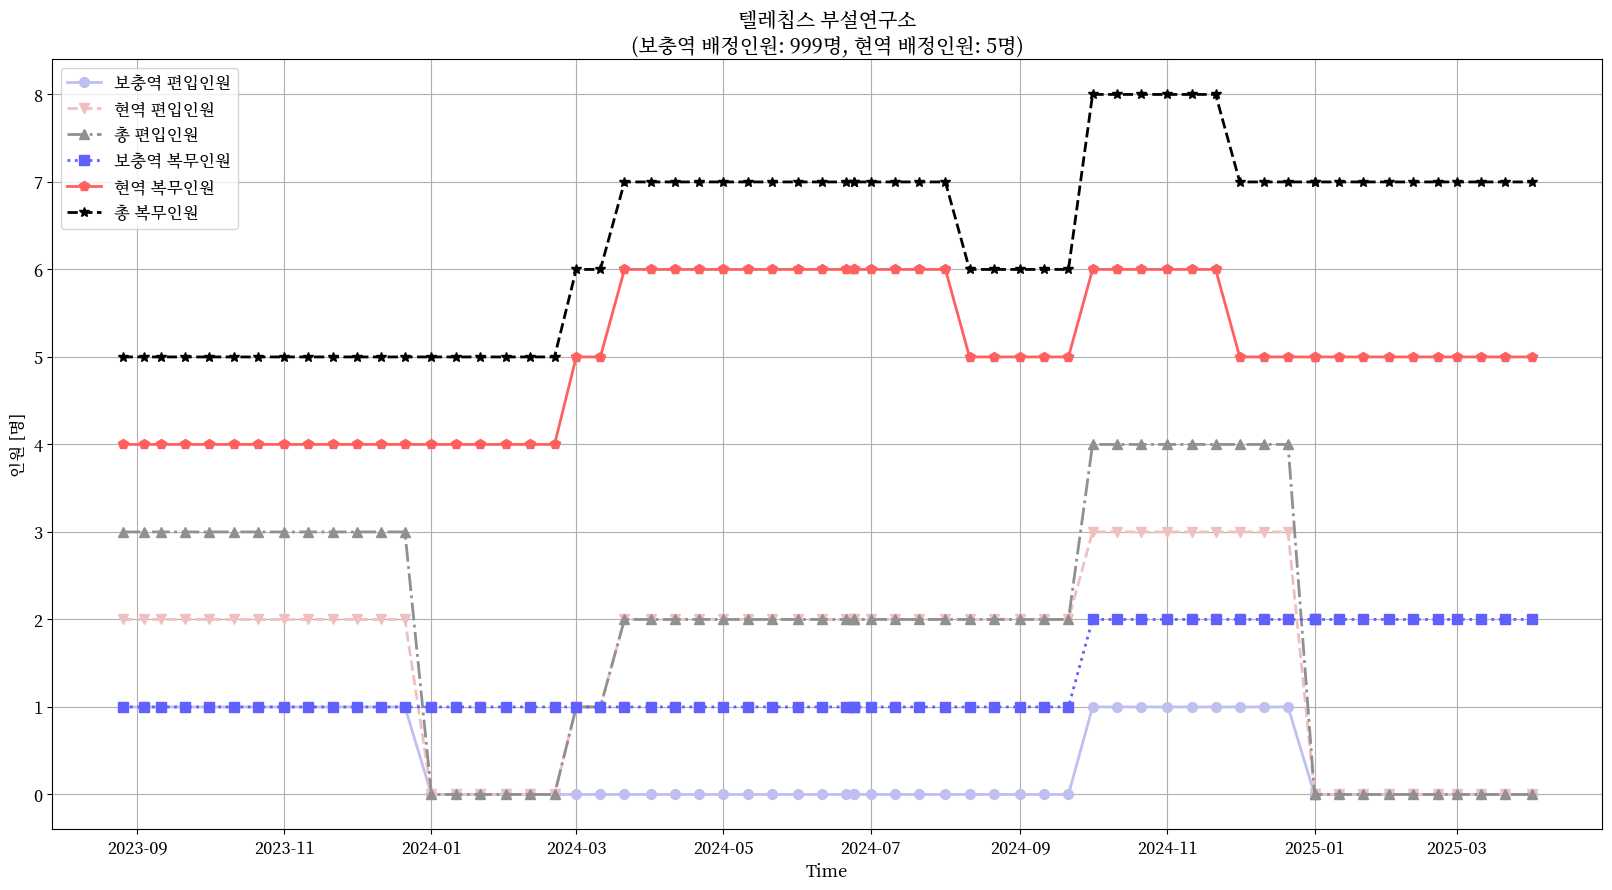 텔레칩스 부설연구소
(보충역 배정인원: 999명, 현역 배정인원: 5명)
보충역 편입인원
현역 편입인원
총 편입인원
보충역 복무인원
현역 복무인원
총 복무인원
인원 [명]
8
7
6
5
4
3
2
1
0
2023-09 2023-11 2024-01 2024-03 2024-05 2024-07 2024-09 2024-11 2025-01 2025-03
Time